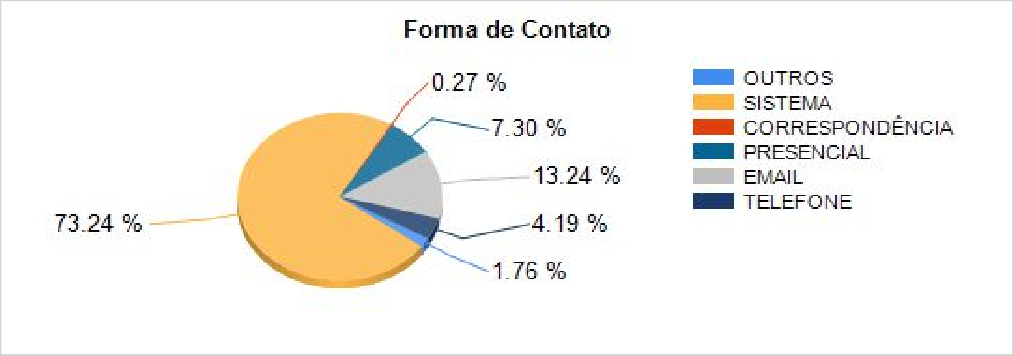 Forma de Contato
0.27 %
7.30 %
13.24 %
4.19 %
1.76 %
73.24 %
OUTROS
SISTEMA
CORRESPONDÊNCIA
PRESENCIAL
EMAIL
TELEFONE